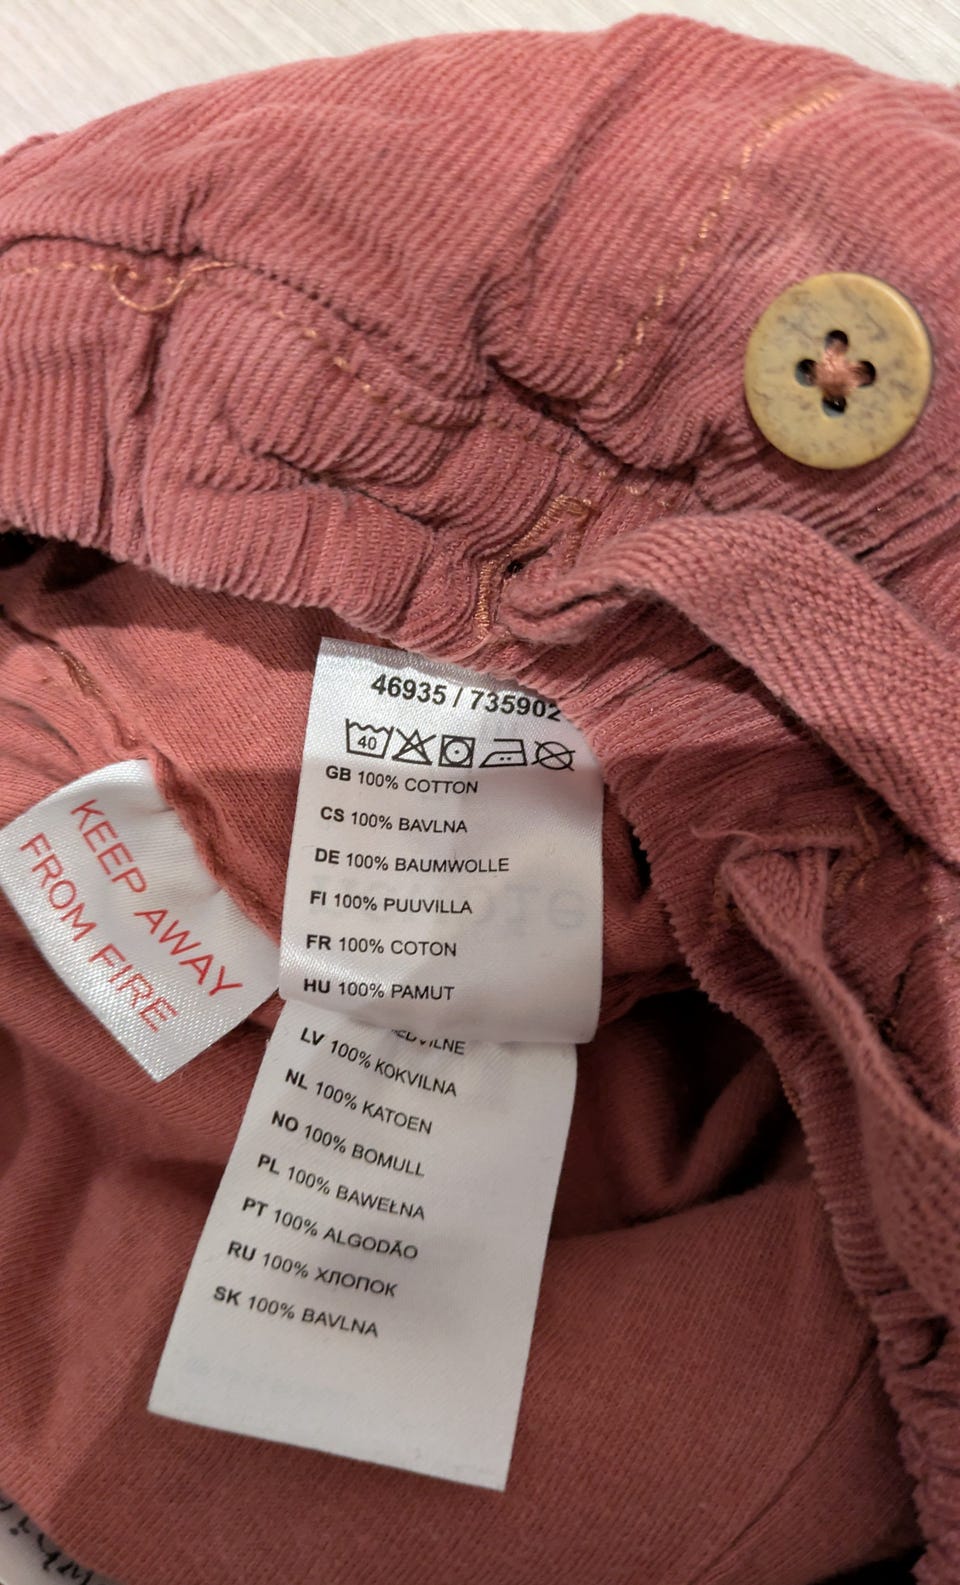 46935 / 735902
40
GB 100% COTTON
CS 100% BAVLNA
DE 100% BAUMWOLLE
FI 100% PUUVILLA
FR 100% COTON
HU 100% PAMUT
LV 100% KOKVILNA
NL 100% KATOEN
NO 100% BOMULL
PL 100% BAWEŁNA
PT 100% ALGODÃO
RU 100% ХЛОПОК
SK 100% BAVLNA
KEEP AWAY
FROM FIRE